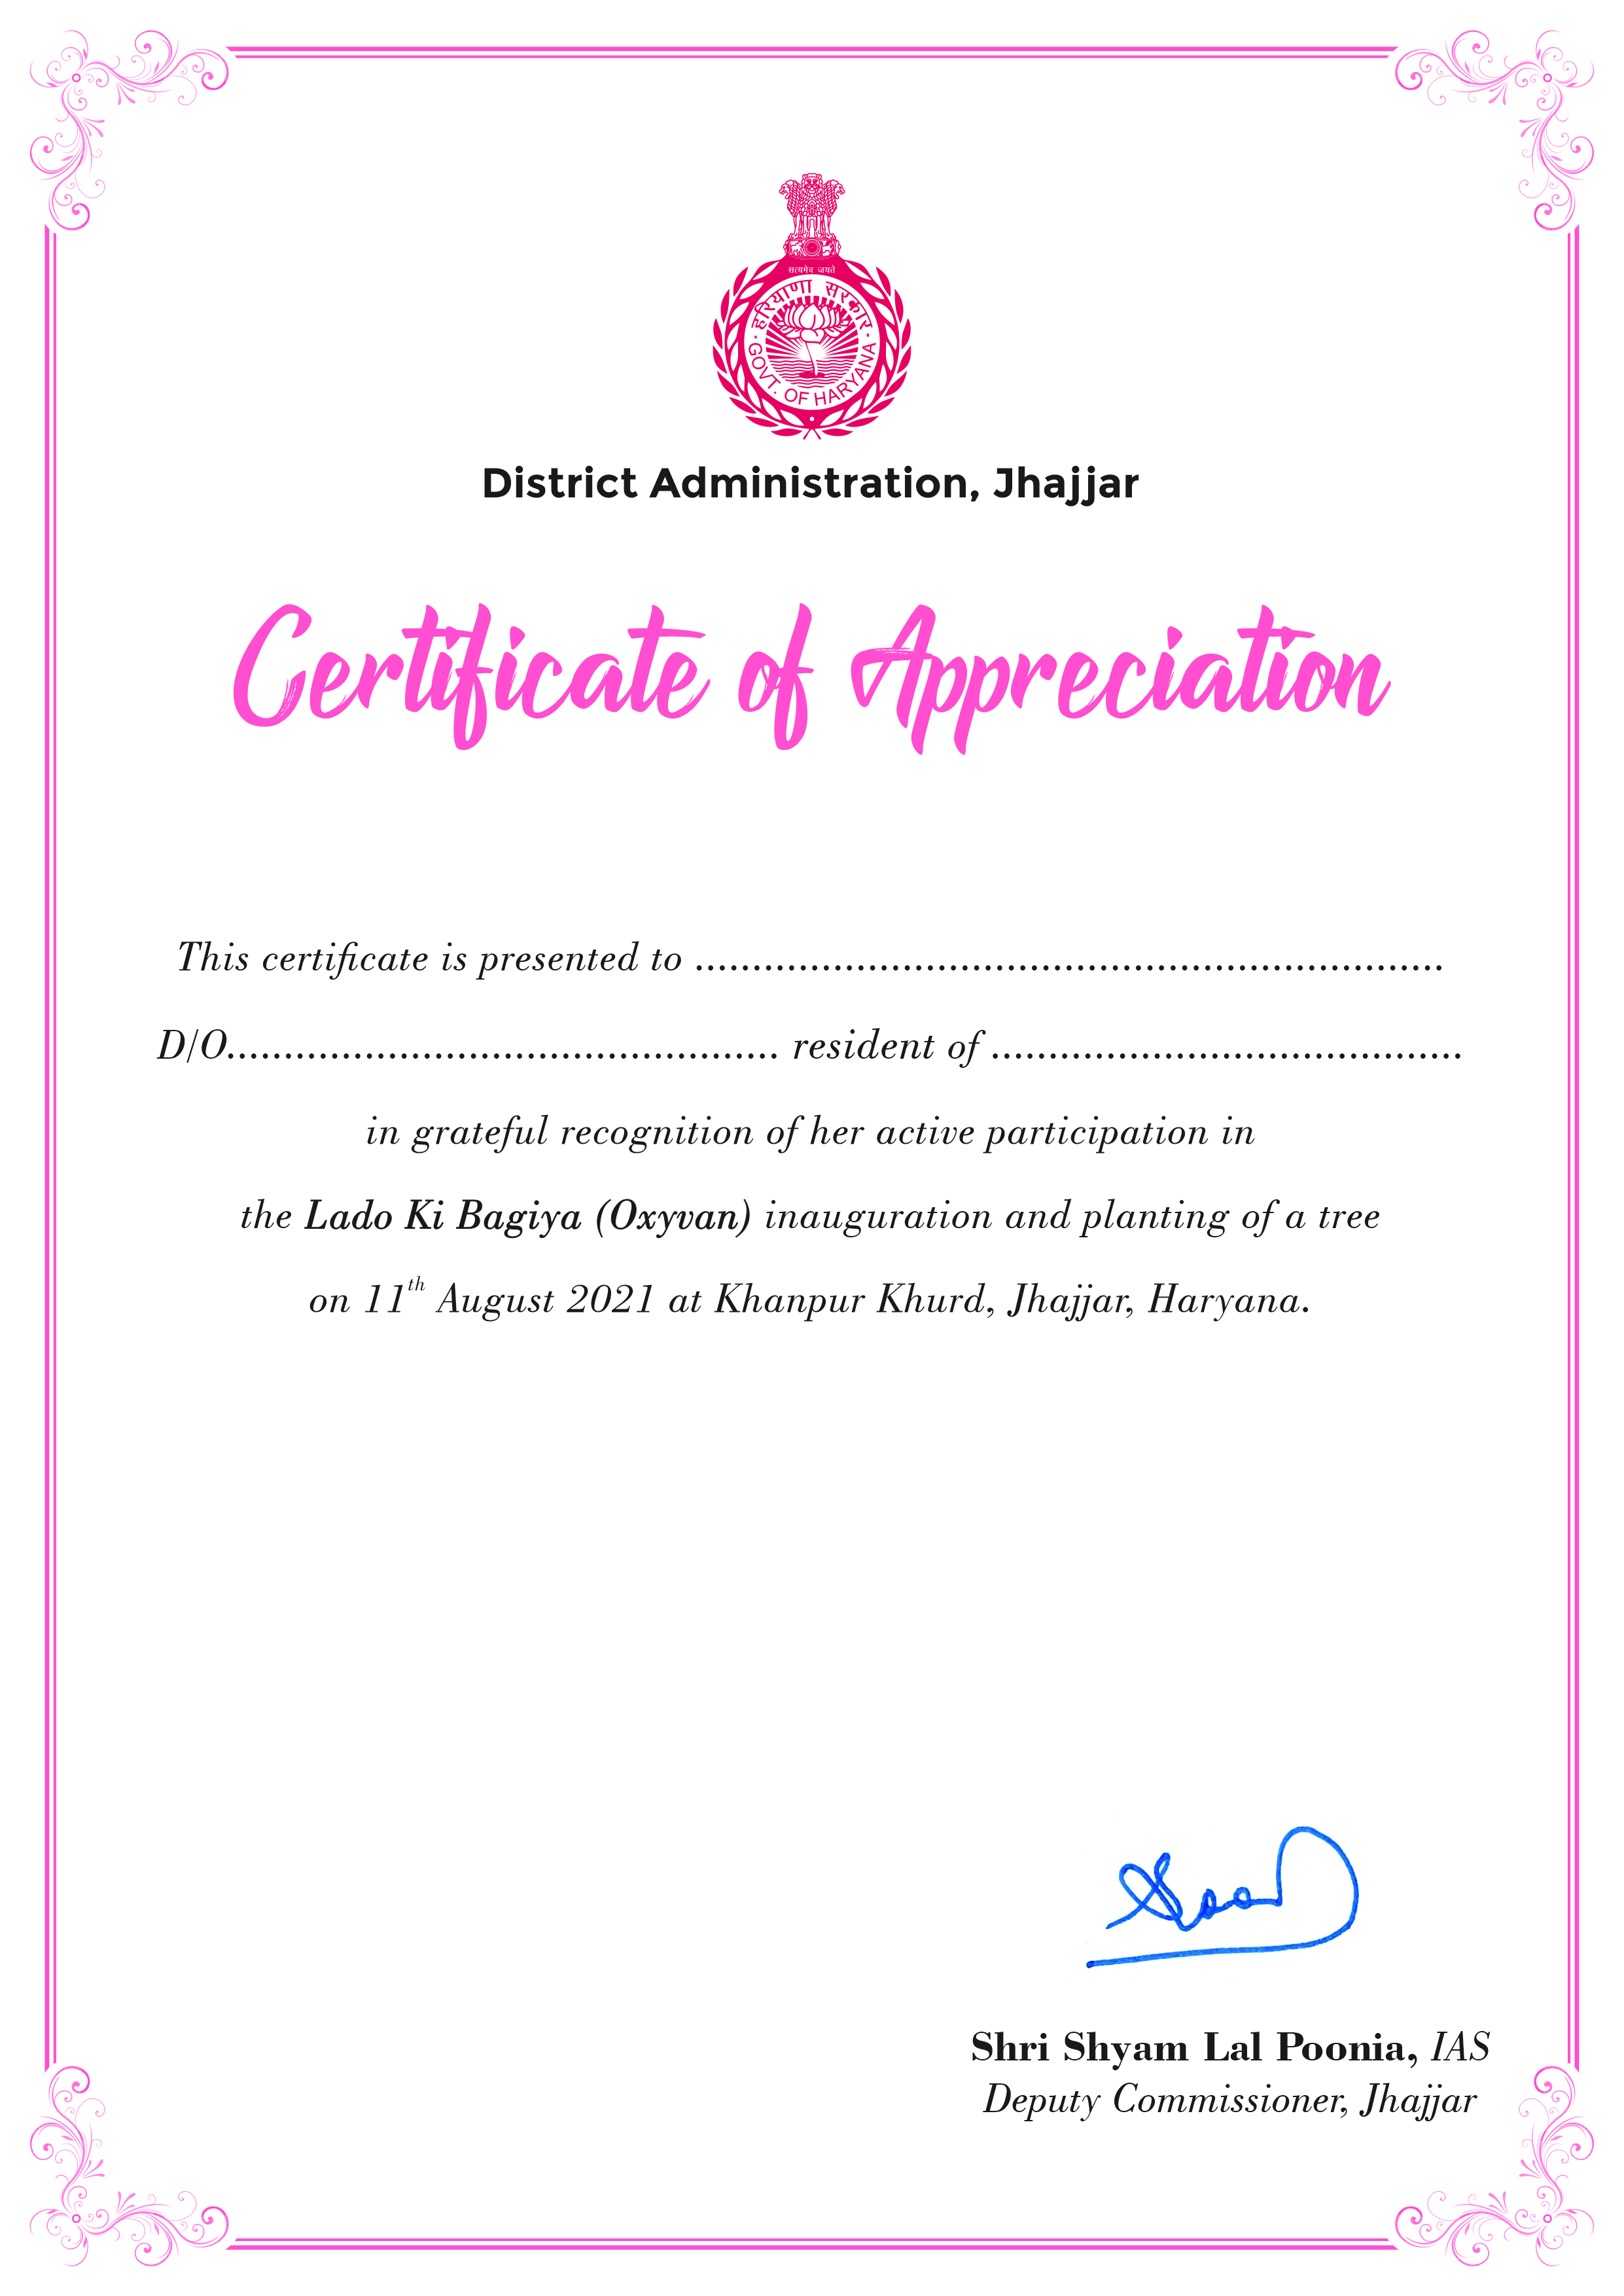 सत्यमेव जयते
हरियाणा सरकार
GOVT. OF HARYANA
District Administration, Jhajjar
Certificate of Appreciation
This certificate is presented to .................................................................
D/O................................................ resident of .........................................
in grateful recognition of her active participation in
the Lado Ki Bagiya (Oxyvan) inauguration and planting of a tree
on 11th August 2021 at Khanpur Khurd, Jhajjar, Haryana.
Shri Shyam Lal Poonia, IAS
Deputy Commissioner, Jhajjar